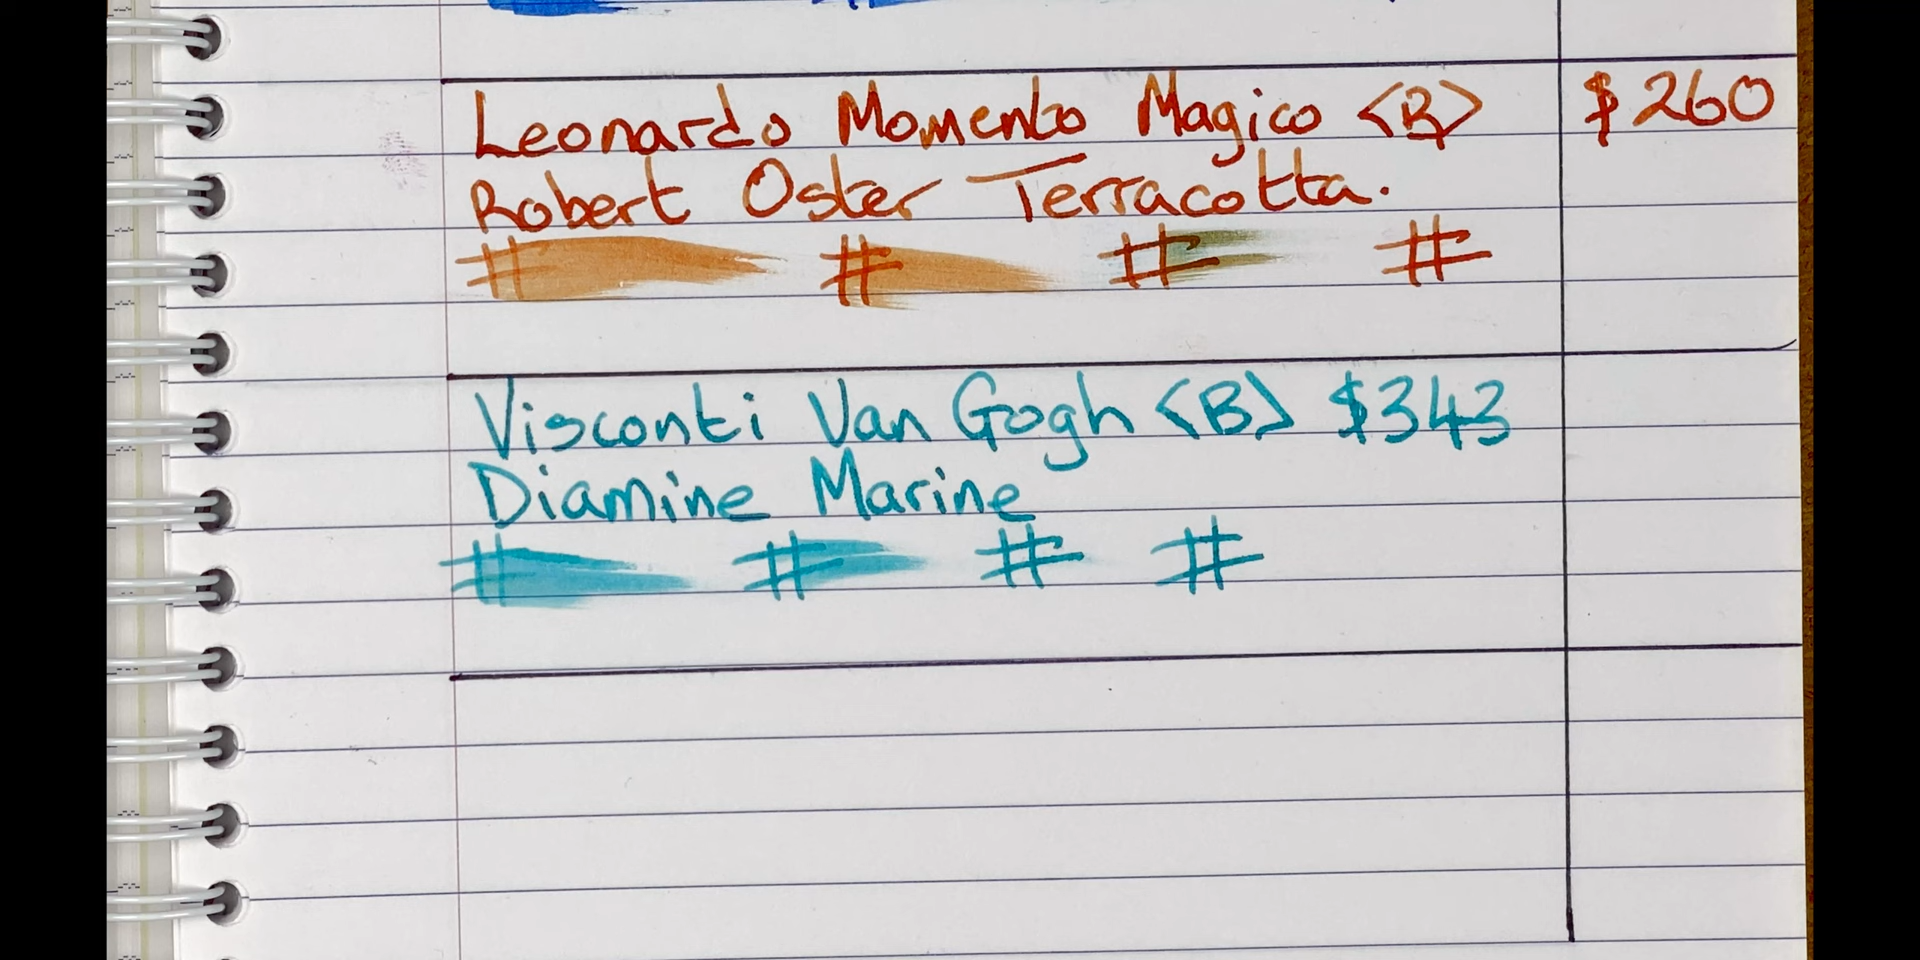 Leonardo Momento Magico <B> $260
Robert Oster Terracotta.
# # # #
Visconti Van Gogh <B> $343
Diamine Marine
# # # #